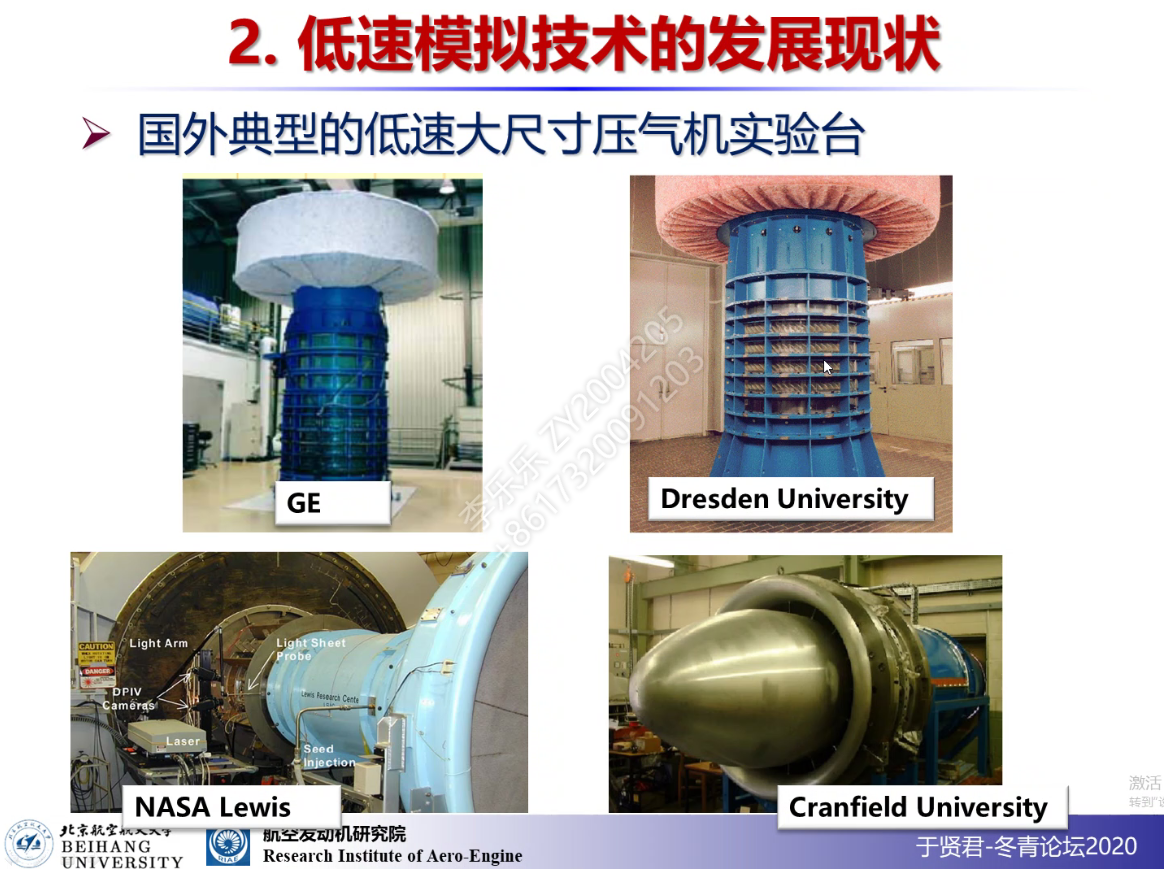 2. 低速模拟技术的发展现状
国外典型的低速大尺寸压气机实验台
GE
Dresden University
李乐乐 ZY2004205
+8617320091203
CAUTION
DANGER
Light Arm
Light Sheet
Probe
DPIV
Cameras
Lewis Research Cente
Laser
Seed
Injection
NASA Lewis
Cranfield University
激活
转到"设
北京航空航天大学
BEIHANG
UNIVERSITY
RIAE
航空发动机研究院
Research Institute of Aero-Engine
于贤君-冬青论坛2020